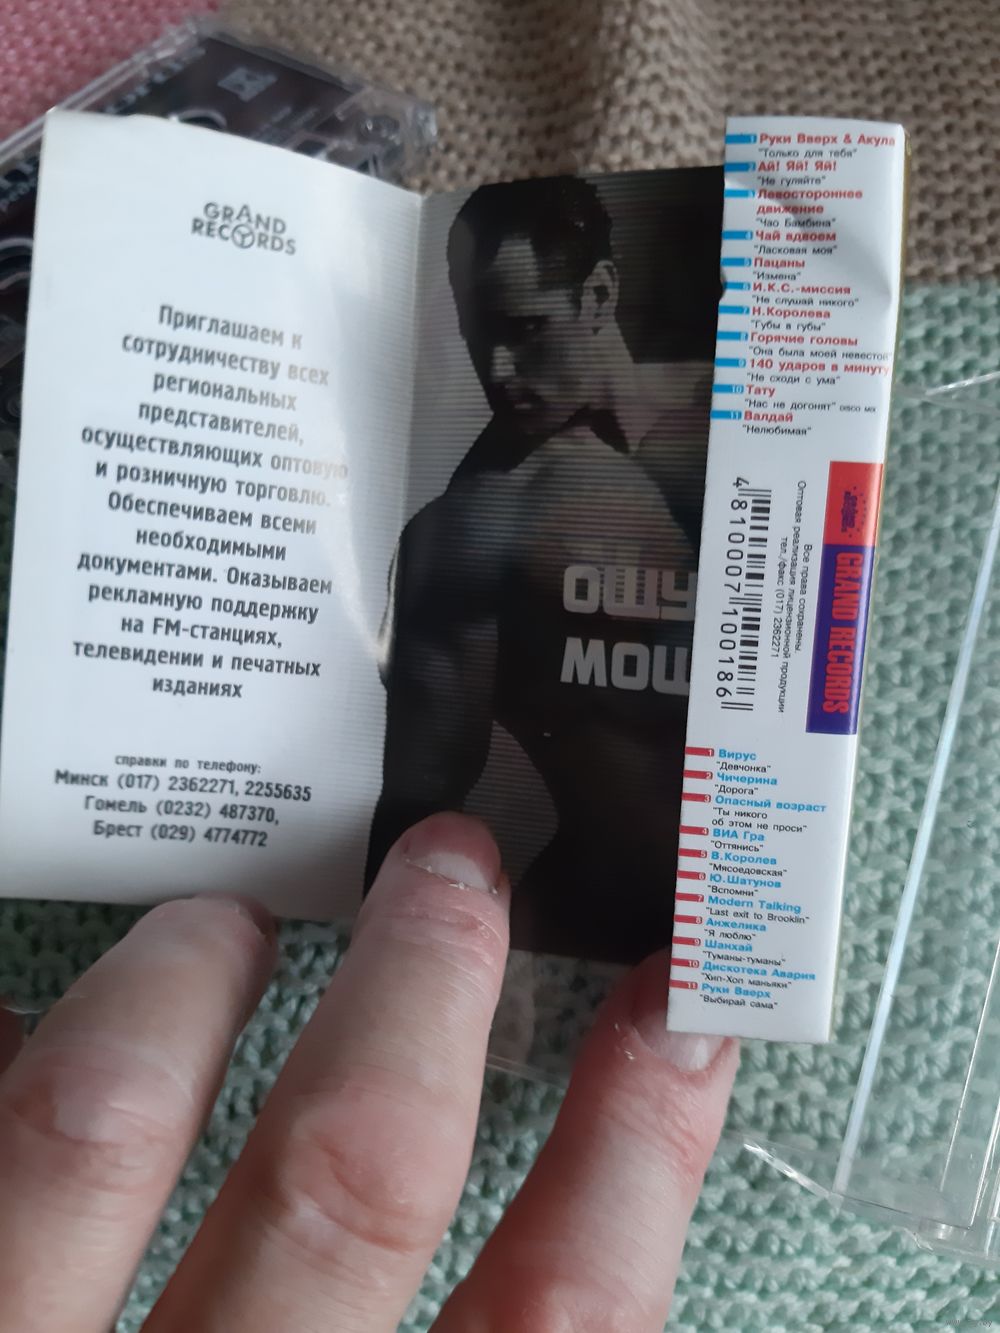 GRAND
RECORDS
Приглашаем к
сотрудничеству всех
региональных
представителей,
осуществляющих оптовую
и розничную торговлю.
Обеспечиваем всеми
необходимыми
документами. Оказываем
рекламную поддержку
на FM-станциях,
телевидении и печатных
изданиях
справки по телефону:
Минск (017) 2362271, 2255635
Гомель (0232) 487370,
Брест (029) 4774772
ОЩУ
МОЩ
1 Руки Вверх & Акула
"Только для тебя"
2 Ай! Яй! Яй!
"Не гуляйте"
3 Левостороннее
движение
"Чао Бамбина"
4 Чай вдвоем
"Ласковая моя"
5 Пацаны
"Измена"
6 И.К.С.-миссия
"Не слушай никого"
7 Н.Королева
"Губы в губы"
8 Горячие головы
"Она была моей невестой"
9 140 ударов в минуту
"Не сходи с ума"
10 Тату
"Нас не догонят" disco mix
11 Валдай
"Нелюбимая"
4 810007 100186
Все права сохранены.
Оптовая реализация лицензионной продукции
тел./факс (017) 2362271
GRAND RECORDS
1 Вирус
"Девчонка"
2 Чичерина
"Дорога"
3 Опасный возраст
"Ты никого
об этом не проси"
4 ВИА Гра
"Оттянись"
5 В.Королев
"Мясоедовская"
6 Ю.Шатунов
"Вспомни"
7 Modern Talking
"Last exit to Brooklin"
8 Анжелика
"Я люблю"
9 Шанхай
"Туманы-туманы"
10 Дискотека Авария
"Хип-Хоп маньяки"
11 Руки Вверх
"Выбирай сама"